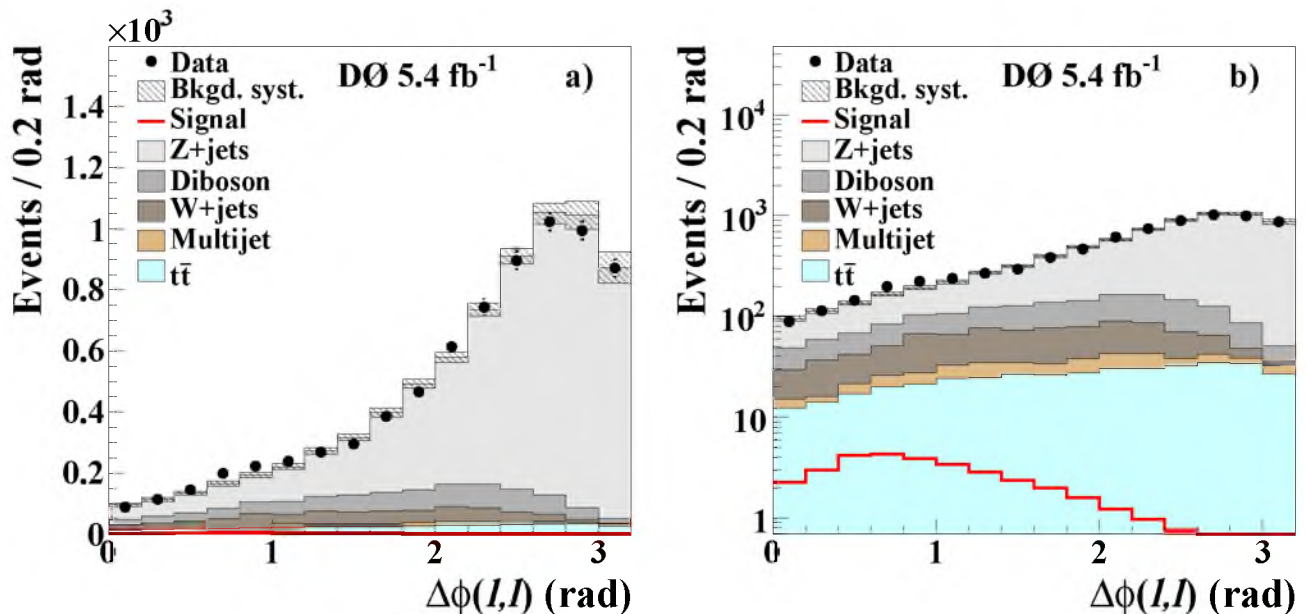 ×10³
Events / 0.2 rad
DØ 5.4 fb⁻¹
a)
Data
Bkgd. syst.
Signal
Z+jets
Diboson
W+jets
Multijet
tt̄
1.4
1.2
1
0.8
0.6
0.4
0.2
0
0 1 2 3
Δϕ(l,l) (rad)
Events / 0.2 rad
DØ 5.4 fb⁻¹
b)
Data
Bkgd. syst.
Signal
Z+jets
Diboson
W+jets
Multijet
tt̄
10⁴
10³
10²
10
1
0 1 2 3
Δϕ(l,l) (rad)